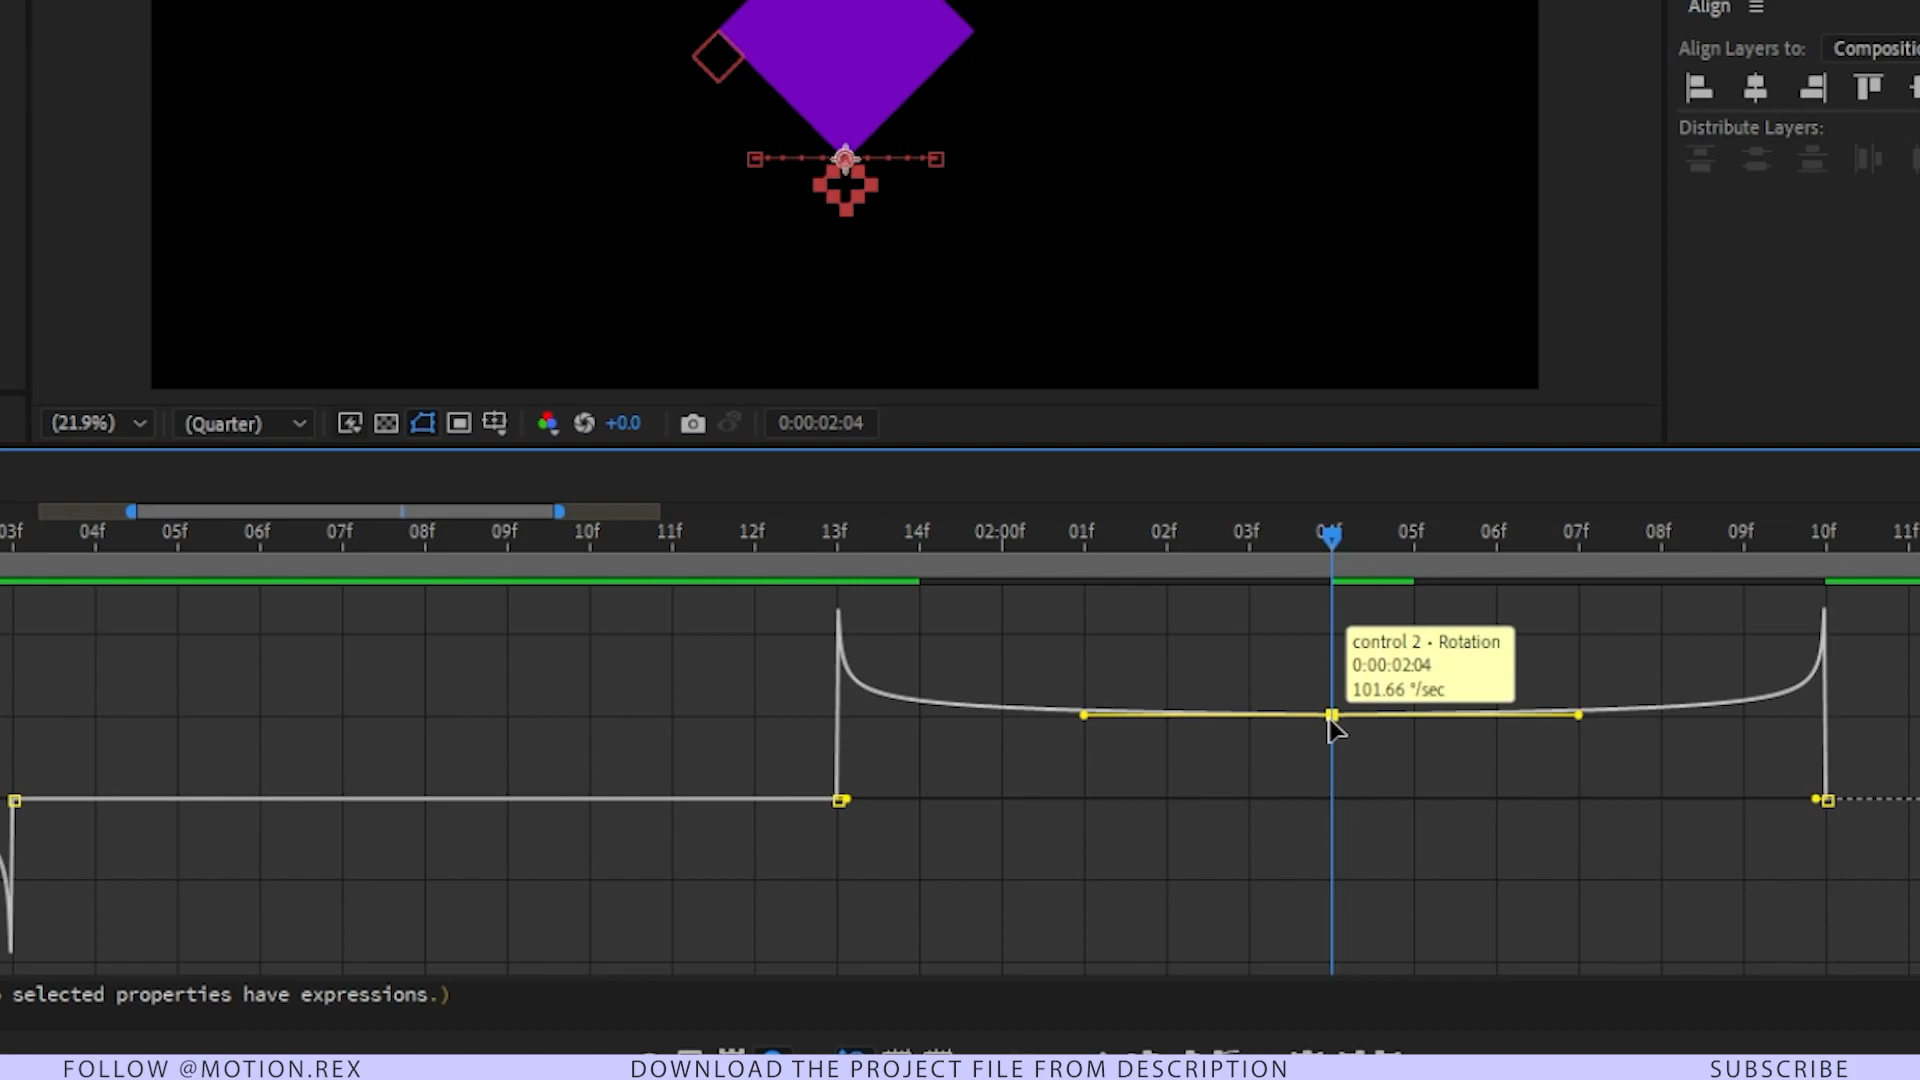 Align
Align Layers to: Compositi
Distribute Layers:
(21.9%) (Quarter) +0.0 0:00:02:04
03f 04f 05f 06f 07f 08f 09f 10f 11f 12f 13f 14f 02:00f 01f 02f 03f 04f 05f 06f 07f 08f 09f 10f 11f
control 2 • Rotation
0:00:02:04
101.66 °/sec
selected properties have expressions.)
FOLLOW @MOTION.REX DOWNLOAD THE PROJECT FILE FROM DESCRIPTION SUBSCRIBE